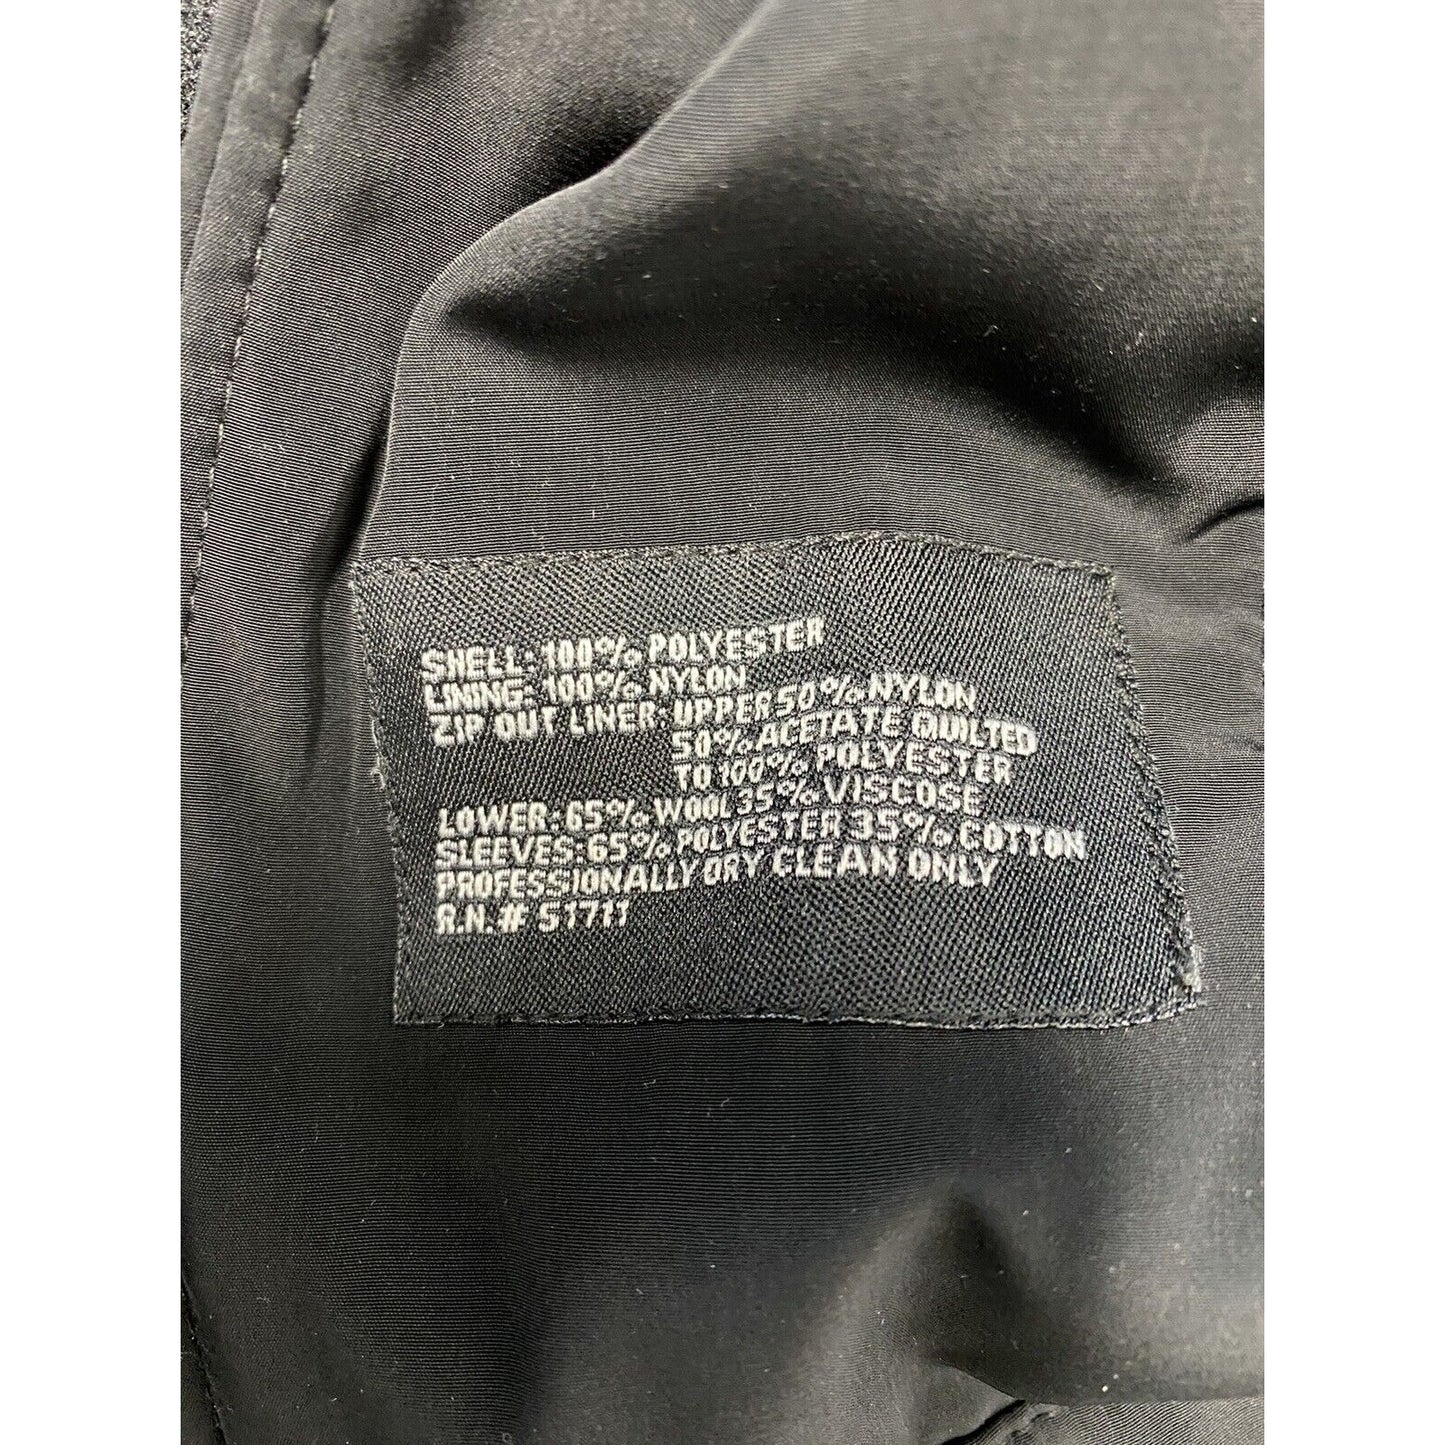 SHELL: 100% POLYESTER
LINING: 100% NYLON
ZIP OUT LINER: UPPER 50% NYLON
50% ACETATE QUILTED
TO 100% POLYESTER
LOWER: 65% WOOL 35% VISCOSE
SLEEVES: 65% POLYESTER 35% COTTON
PROFESSIONALLY DRY CLEAN ONLY
R.N. # 51711